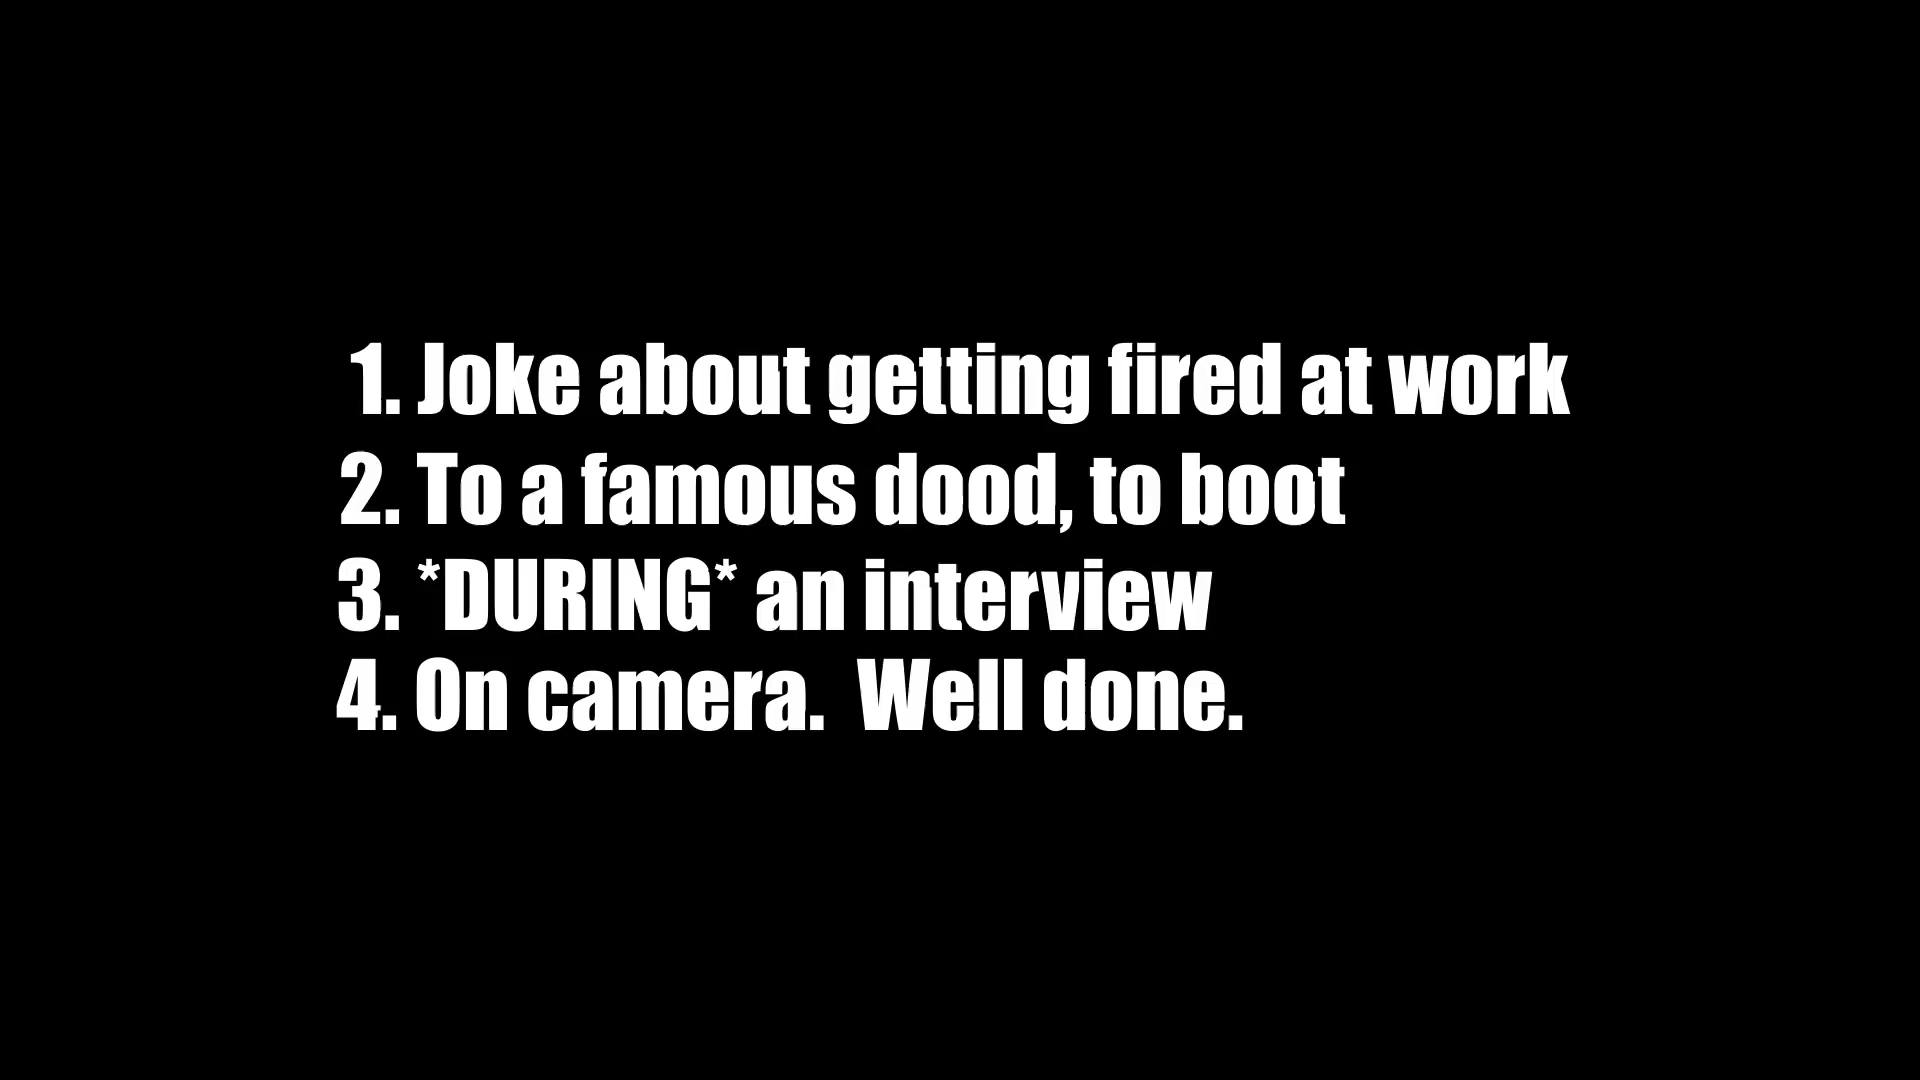 1. Joke about getting fired at work
2. To a famous dood, to boot
3. *DURING* an interview
4. On camera.  Well done.